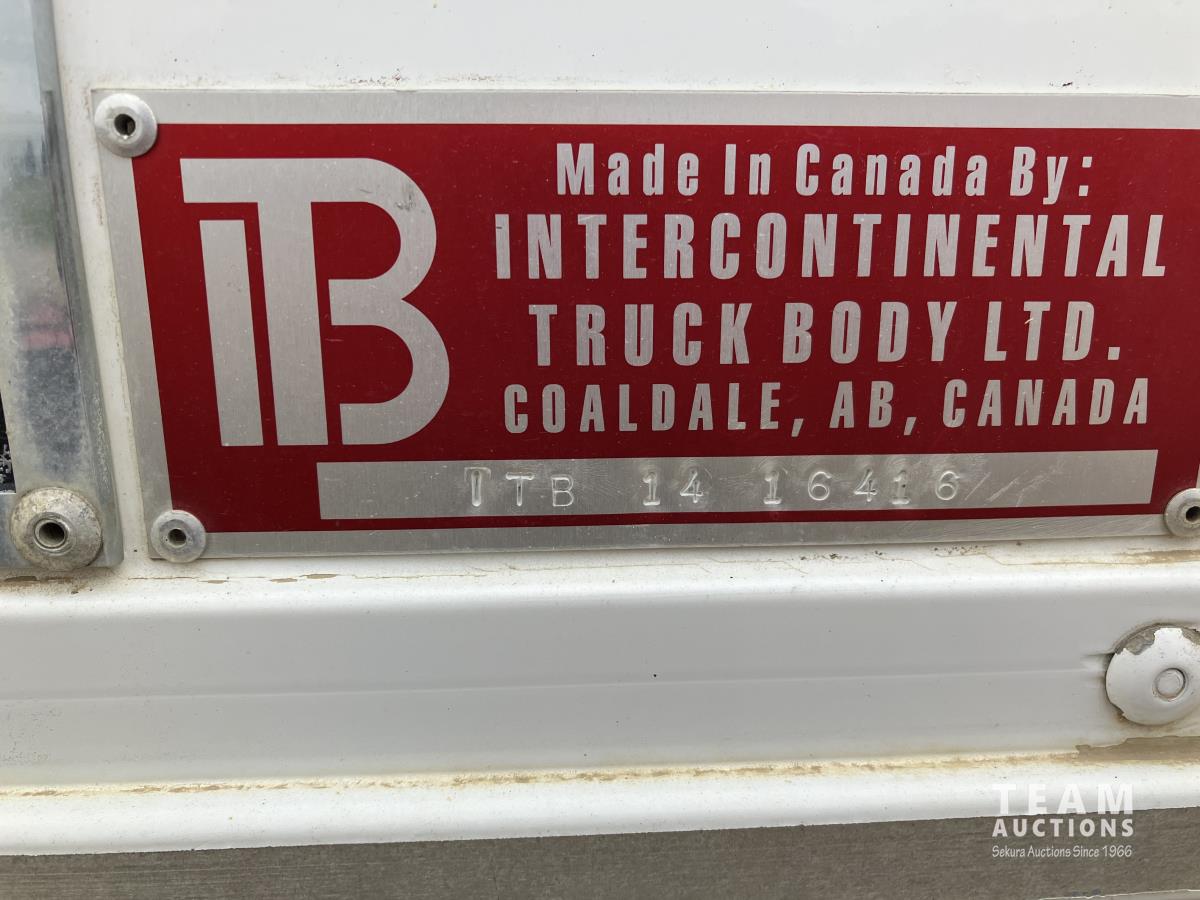 ITB
Made In Canada By:
INTERCONTINENTAL
TRUCK BODY LTD.
COALDALE, AB, CANADA
ITB 14 16416
TEAM
AUCTIONS
Sekura Auctions Since 1966